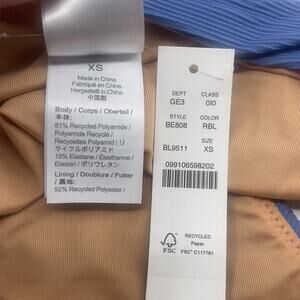 XS
Made in China
Fabriqué en Chine
Hergestellt in China
中国製
Body / Corps / Oberteil /
本体:
81% Recycled Polyamide /
Polyamide Recyclé /
Recyceltes Polyamid / リ
サイクルポリアミド
19% Elastane / Élasthanne /
Elastan / ポリウレタン
Lining / Doublure / Futter
/ 裏地:
92% Recycled Polyester /
DEPT CLASS
GE3 010
STYLE COLOR
BE808 RBL
SIZE
BL9511 XS
099106598202
RECYCLED
Paper
FSC
FSC® C117781